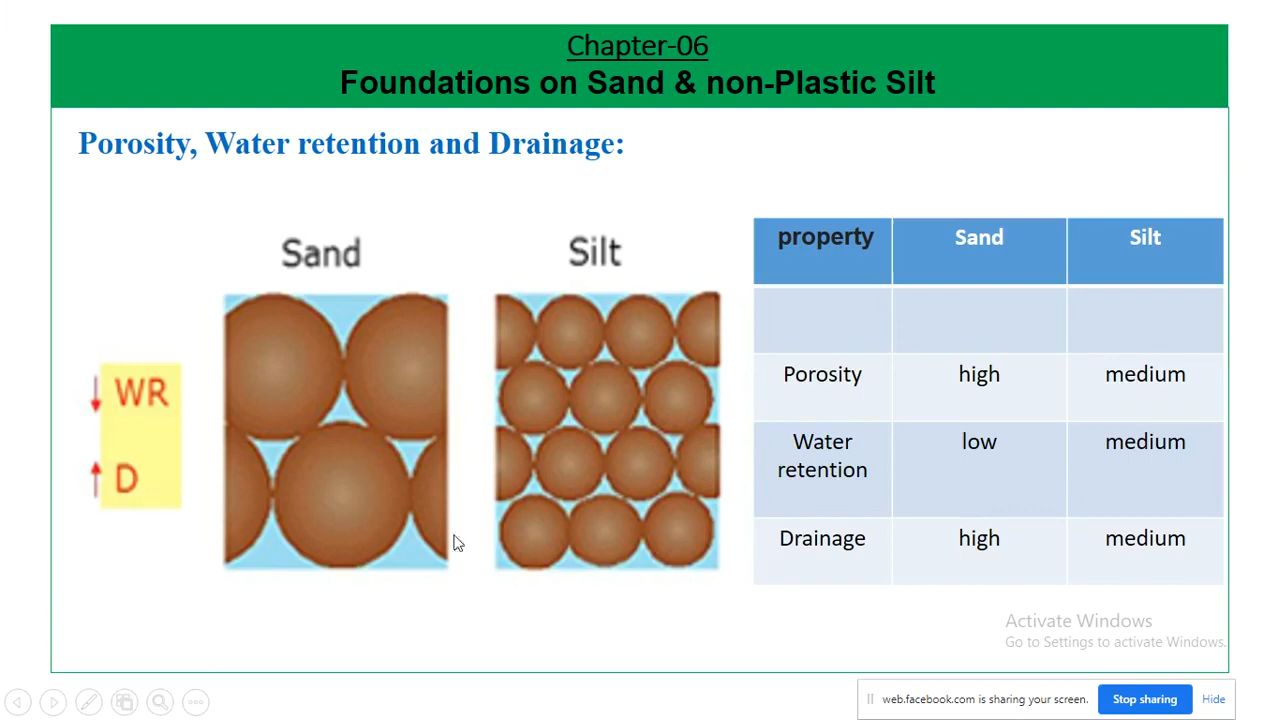 Chapter-06
Foundations on Sand & non-Plastic Silt
Porosity, Water retention and Drainage:
Sand
Silt
WR
D
property Sand Silt
Porosity high medium
Water retention low medium
Drainage high medium
Activate Windows
Go to Settings to activate Windows.
web.facebook.com is sharing your screen. Stop sharing Hide